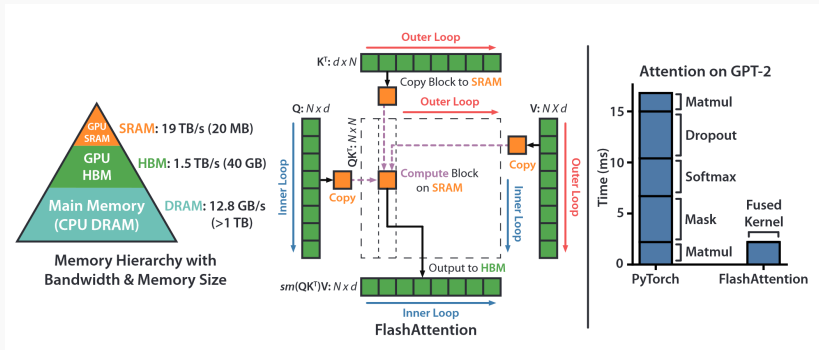 GPU
SRAM
GPU
HBM
Main Memory
(CPU DRAM)
SRAM: 19 TB/s (20 MB)
HBM: 1.5 TB/s (40 GB)
DRAM: 12.8 GB/s
(>1 TB)
Memory Hierarchy with
Bandwidth & Memory Size
Outer Loop
Kᵀ: d x N
Copy Block to SRAM
Outer Loop
Q: N x d
V: N X d
QKᵀ: N x N
Copy
Copy
Compute Block
on SRAM
Inner Loop
Inner Loop
Outer Loop
Output to HBM
sm(QKᵀ)V: N x d
Inner Loop
FlashAttention
Attention on GPT-2
Time (ms)
15
10
5
0
Matmul
Dropout
Softmax
Mask
Matmul
Fused
Kernel
PyTorch
FlashAttention